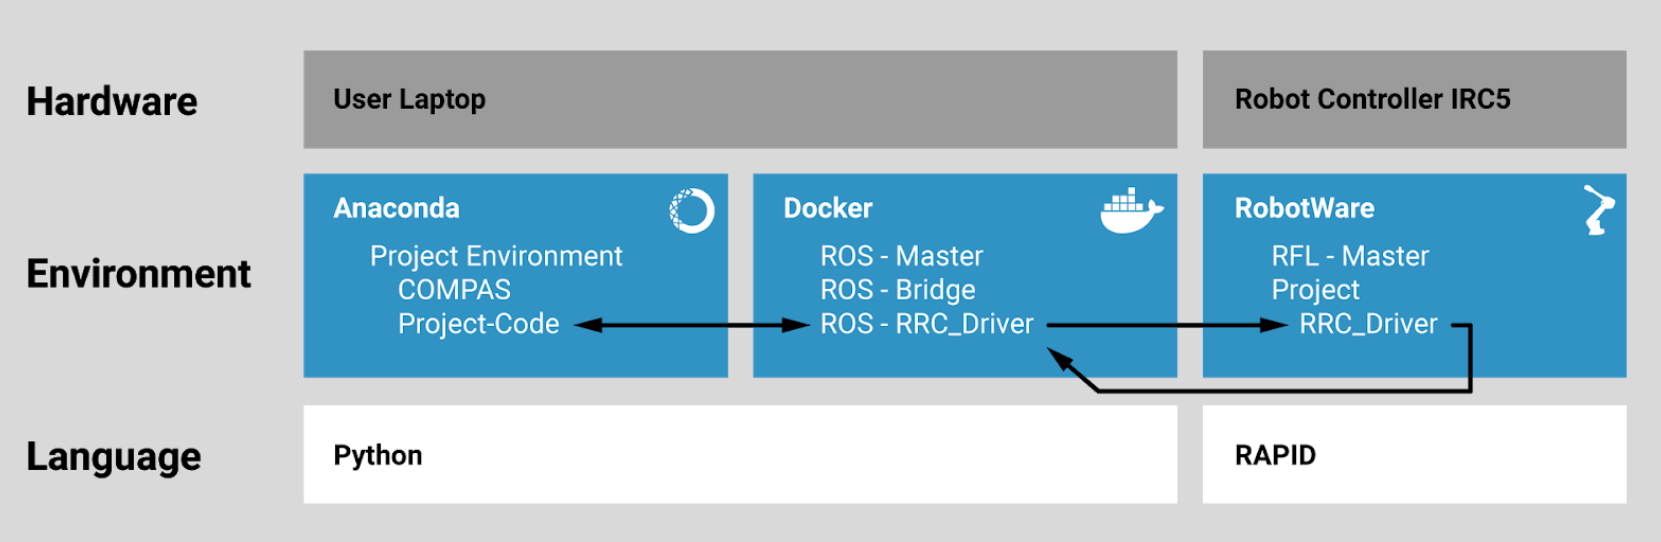 Hardware
User Laptop
Robot Controller IRC5
Environment
Anaconda
Project Environment
COMPAS
Project-Code
Docker
ROS - Master
ROS - Bridge
ROS - RRC_Driver
RobotWare
RFL - Master
Project
RRC_Driver
Language
Python
RAPID